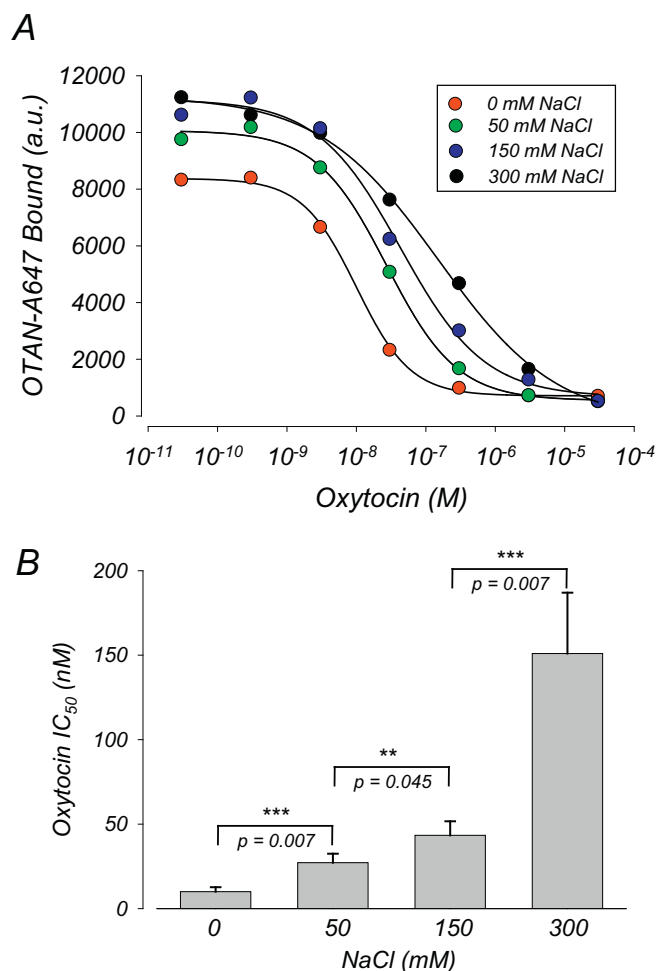 A
OTAN-A647 Bound (a.u.)
12000
10000
8000
6000
4000
2000
0
0 mM NaCl
50 mM NaCl
150 mM NaCl
300 mM NaCl
10-11 10-10 10-9 10-8 10-7 10-6 10-5 10-4
Oxytocin (M)
B
Oxytocin IC50 (nM)
200
150
100
50
0
***
p = 0.007
**
p = 0.045
***
p = 0.007
0 50 150 300
NaCl (mM)